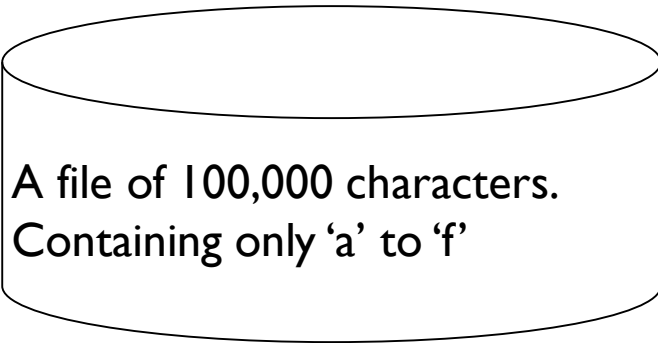 A file of 100,000 characters.
Containing only ‘a’ to ‘f’